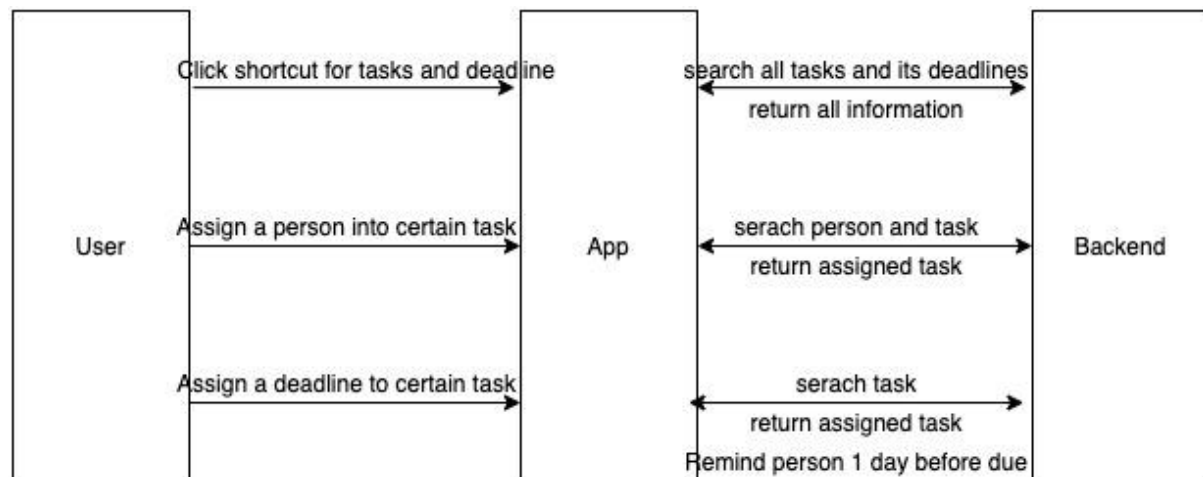 Click shortcut for tasks and deadline
search all tasks and its deadlines
return all information
Assign a person into certain task
serach person and task
User
App
Backend
return assigned task
Assign a deadline to certain task
serach task
return assigned task
Remind person 1 day before due